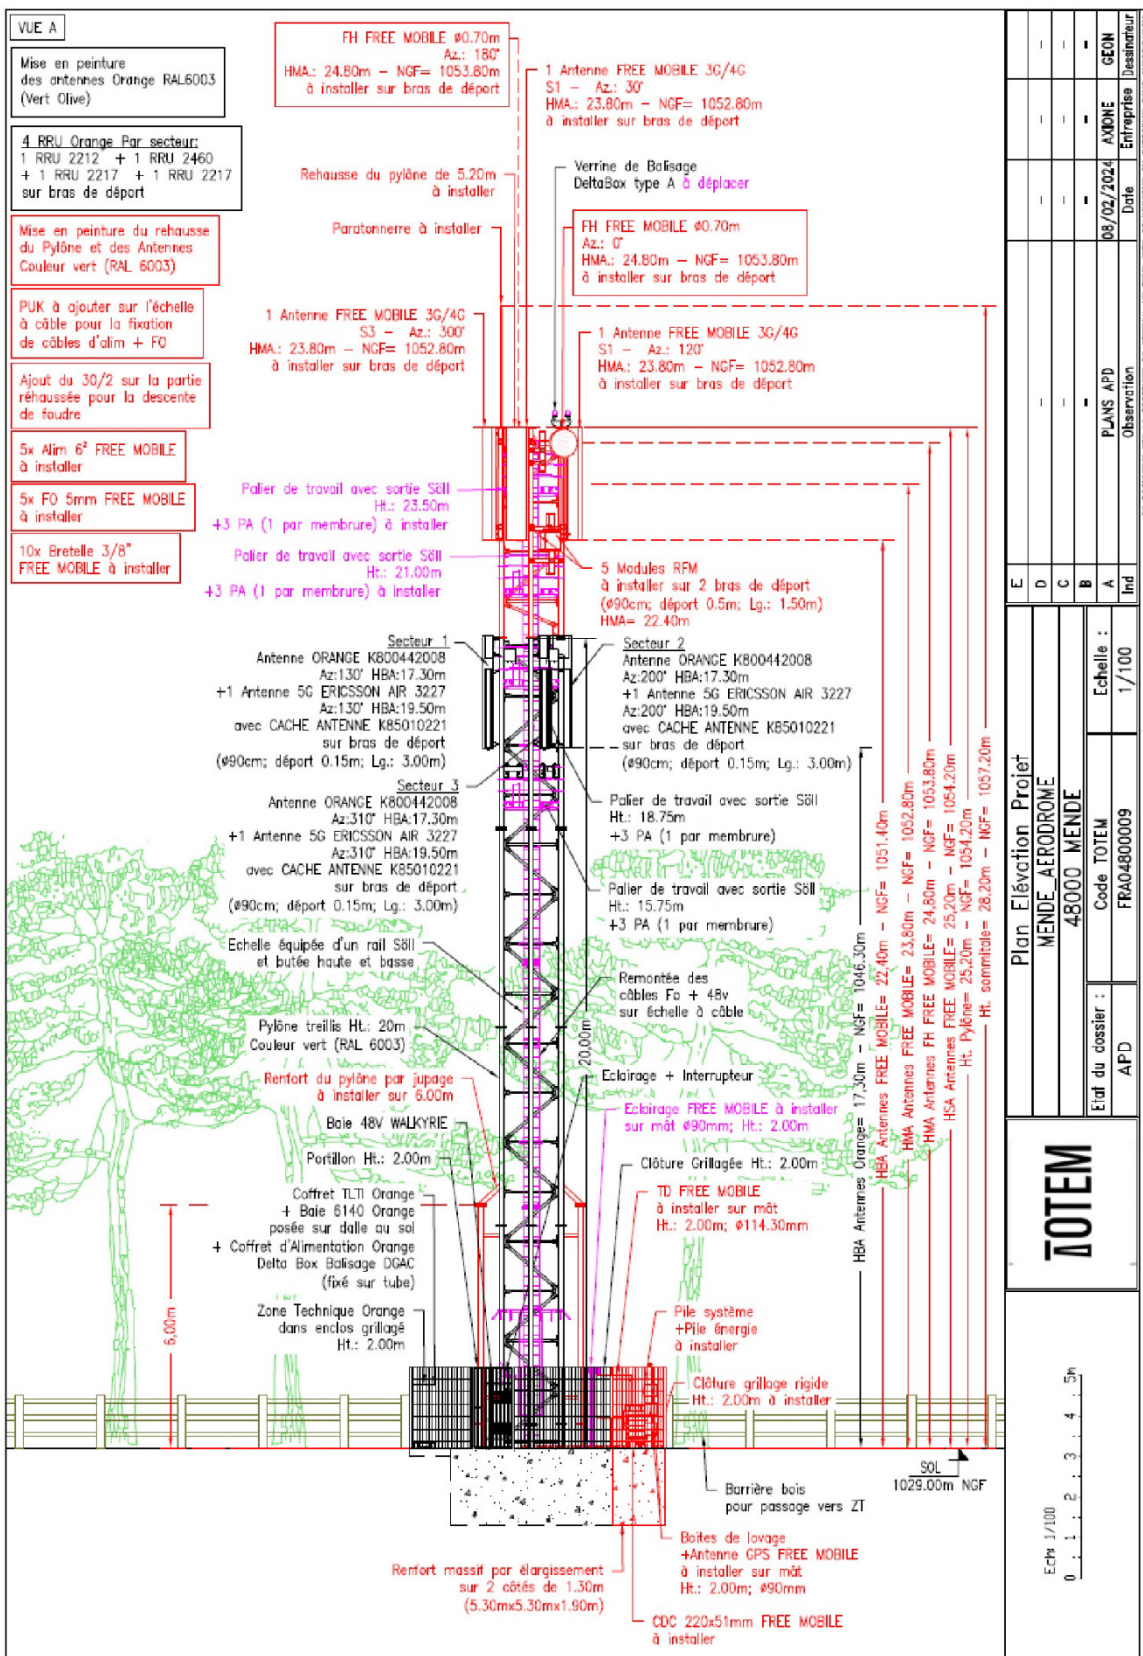 VUE A
Mise en peinture
des antennes Orange RAL6003
(Vert Olive)
4 RRU Orange Par secteur:
1 RRU 2212 + 1 RRU 2460
+ 1 RRU 2217 + 1 RRU 2217
sur bras de déport
Mise en peinture du rehausse
du Pylône et des Antennes
Couleur vert (RAL 6003)
PUK à ajouter sur l'échelle
à câble pour la fixation
de câbles d'alim + FO
Ajout du 30/2 sur la partie
réhaussée pour la descente
de foudre
5x Alim 6² FREE MOBILE
à installer
5x FO 5mm FREE MOBILE
à installer
10x Bretelle 3/8"
FREE MOBILE à installer
FH FREE MOBILE ø0.70m
Az.: 180°
HMA.: 24.80m - NGF= 1053.80m
à installer sur bras de déport
1 Antenne FREE MOBILE 3G/4G
S1 - Az.: 30°
HMA.: 23.80m - NGF= 1052.80m
à installer sur bras de déport
Rehausse du pylône de 5.20m
à installer
Verrine de Balisage
DeltaBox type A à déplacer
Paratonnerre à installer
FH FREE MOBILE ø0.70m
Az.: 0°
HMA.: 24.80m - NGF= 1053.80m
à installer sur bras de déport
1 Antenne FREE MOBILE 3G/4G
S3 - Az.: 300°
HMA.: 23.80m - NGF= 1052.80m
à installer sur bras de déport
1 Antenne FREE MOBILE 3G/4G
S1 - Az.: 120°
HMA.: 23.80m - NGF= 1052.80m
à installer sur bras de déport
Palier de travail avec sortie Söll
Ht.: 23.50m
+3 PA (1 par membrure) à installer
Palier de travail avec sortie Söll
Ht.: 21.00m
+3 PA (1 par membrure) à installer
5 Modules RFM
à installer sur 2 bras de déport
(ø90cm; déport 0.5m; Lg.: 1.50m)
HMA= 22.40m
Secteur 1
Antenne ORANGE K800442008
Az:130° HBA:17.30m
+1 Antenne 5G ERICSSON AIR 3227
Az:130° HBA:19.50m
avec CACHE ANTENNE K85010221
sur bras de déport
(ø90cm; déport 0.15m; Lg.: 3.00m)
Secteur 2
Antenne ORANGE K800442008
Az:200° HBA:17.30m
+1 Antenne 5G ERICSSON AIR 3227
Az:200° HBA:19.50m
avec CACHE ANTENNE K85010221
sur bras de déport
(ø90cm; déport 0.15m; Lg.: 3.00m)
Secteur 3
Antenne ORANGE K800442008
Az:310° HBA:17.30m
+1 Antenne 5G ERICSSON AIR 3227
Az:310° HBA:19.50m
avec CACHE ANTENNE K85010221
sur bras de déport
(ø90cm; déport 0.15m; Lg.: 3.00m)
Palier de travail avec sortie Söll
Ht.: 18.75m
+3 PA (1 par membrure)
Palier de travail avec sortie Söll
Ht.: 15.75m
+3 PA (1 par membrure)
Echelle équipée d'un rail Söll
et butée haute et basse
Remontée des
câbles Fo + 48v
sur échelle à câble
Pylône treillis Ht.: 20m
Couleur vert (RAL 6003)
20,00m
Renfort du pylône par jupage
à installer sur 6.00m
Eclairage + Interrupteur
Baie 48V WALKYRIE
Eclairage FREE MOBILE à installer
sur mât ø90mm; Ht.: 2.00m
Portillon Ht.: 2.00m
Clôture Grillagée Ht.: 2.00m
Coffret TLTI Orange
+ Baie 6140 Orange
posée sur dalle au sol
+ Coffret d'Alimentation Orange
Delta Box Balisage DGAC
(fixé sur tube)
TD FREE MOBILE
à installer sur mât
Ht.: 2.00m; ø114.30mm
Zone Technique Orange
dans enclos grillagé
Ht.: 2.00m
6,00m
Pile système
+Pile énergie
à installer
Clôture grillage rigide
Ht.: 2.00m à installer
SOL
1029.00m NGF
Barrière bois
pour passage vers ZT
Boites de lovage
+Antenne GPS FREE MOBILE
à installer sur mât
Ht.: 2.00m; ø90mm
Renfort massif par élargissement
sur 2 côtés de 1.30m
(5.30mx5.30mx1.90m)
CDC 220x51mm FREE MOBILE
à installer
HBA Antennes Orange= 17,30m - NGF= 1046.30m
HBA Antennes FREE MOBILE= 22,40m - NGF= 1051.40m
HMA Antennes FREE MOBILE= 23,80m - NGF= 1052.80m
HMA Antennes FH FREE MOBILE= 24,80m - NGF= 1053.80m
HSA Antennes FREE MOBILE= 25,20m - NGF= 1054.20m
Ht. Pylône= 25,20m - NGF= 1054.20m
Ht. sommitale= 28,20m - NGF= 1057.20m
E
D - - -
C - - -
B - - -
A PLANS APD 08/02/2024 AXIONE GEON
Ind Observation Date Entreprise Dessinateur
Plan Elévation Projet
MENDE_AERODROME
48000 MENDE
Echelle :
1/100
Code TOTEM
FRA04800009
Etat du dossier :
APD
TOTEM
Ech: 1/100
0 1 2 3 4 5m